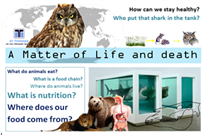 How can we stay healthy?
Who put that shark in the tank?
A Matter of Life and death
What do animals eat?
What is a food chain?
Where do animals live?
What is nutrition?
Where does our
food come from?